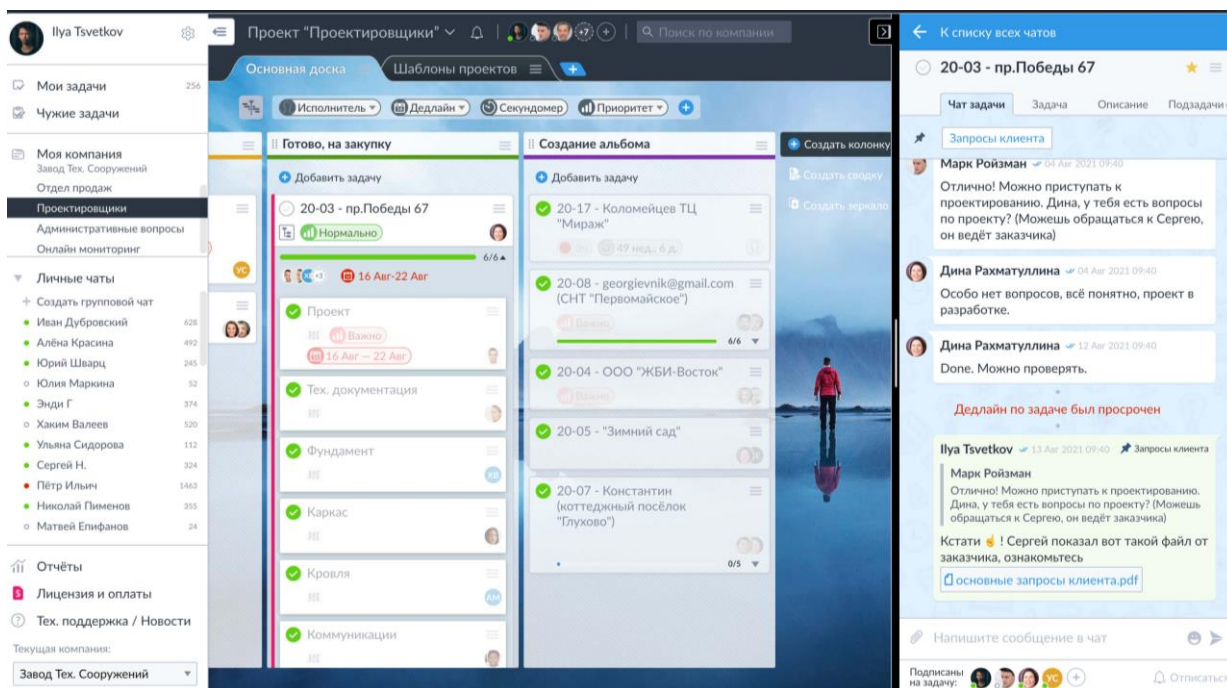 Ilya Tsvetkov
Мои задачи 256
Чужие задачи
Моя компания
Завод Тех. Сооружений
Отдел продаж
Проектировщики
Административные вопросы
Онлайн мониторинг
Личные чаты
Создать групповой чат
Иван Дубровский 628
Алёна Красина 492
Юрий Шварц 245
Юлия Маркина 52
Энди Г 374
Хаким Валеев 520
Ульяна Сидорова 112
Сергей Н. 324
Пётр Ильич 1463
Николай Пименов 355
Матвей Епифанов 24
Отчёты
Лицензия и оплаты
Тех. поддержка / Новости
Текущая компания:
Завод Тех. Сооружений
Проект "Проектировщики"
+7
Поиск по компании
Основная доска
Шаблоны проектов
Исполнитель
Дедлайн
Секундомер
Приоритет
УС
Готово, на закупку
Добавить задачу
20-03 - пр.Победы 67
Нормально
6/6
+3
16 Авг-22 Авг
Проект
Важно
16 Авг — 22 Авг
Тех. документация
Фундамент
КВ
Каркас
Кровля
АМ
Коммуникации
Создание альбома
Добавить задачу
20-17 - Коломейцев ТЦ
"Мираж"
49 нед., 6 д.
20-08 - georgievnik@gmail.com
(СНТ "Первомайское")
Важно
6/6
20-04 - ООО "ЖБИ-Восток"
Важно
20-05 - "Зимний сад"
20-07 - Константин
(коттеджный посёлок
"Глухово")
0/5
Создать колонку
Создать сводку
Создать зеркало
К списку всех чатов
20-03 - пр.Победы 67
Чат задачи
Задача
Описание
Подзадачи
Запросы клиента
Марк Ройзман 04 Авг 2021 09:40
Отлично! Можно приступать к
проектированию. Дина, у тебя есть вопросы
по проекту? (Можешь обращаться к Сергею,
он ведёт заказчика)
Дина Рахматуллина 04 Авг 2021 09:40
Особо нет вопросов, всё понятно, проект в
разработке.
Дина Рахматуллина 12 Авг 2021 09:40
Done. Можно проверять.
Дедлайн по задаче был просрочен
Ilya Tsvetkov 13 Авг 2021 09:40 Запросы клиента
Марк Ройзман
Отлично! Можно приступать к проектированию.
Дина, у тебя есть вопросы по проекту? (Можешь
обращаться к Сергею, он ведёт заказчика)
Кстати ☝ ! Сергей показал вот такой файл от
заказчика, ознакомьтесь
основные запросы клиента.pdf
Напишите сообщение в чат
Подписаны
на задачу:
УС
Отписаться